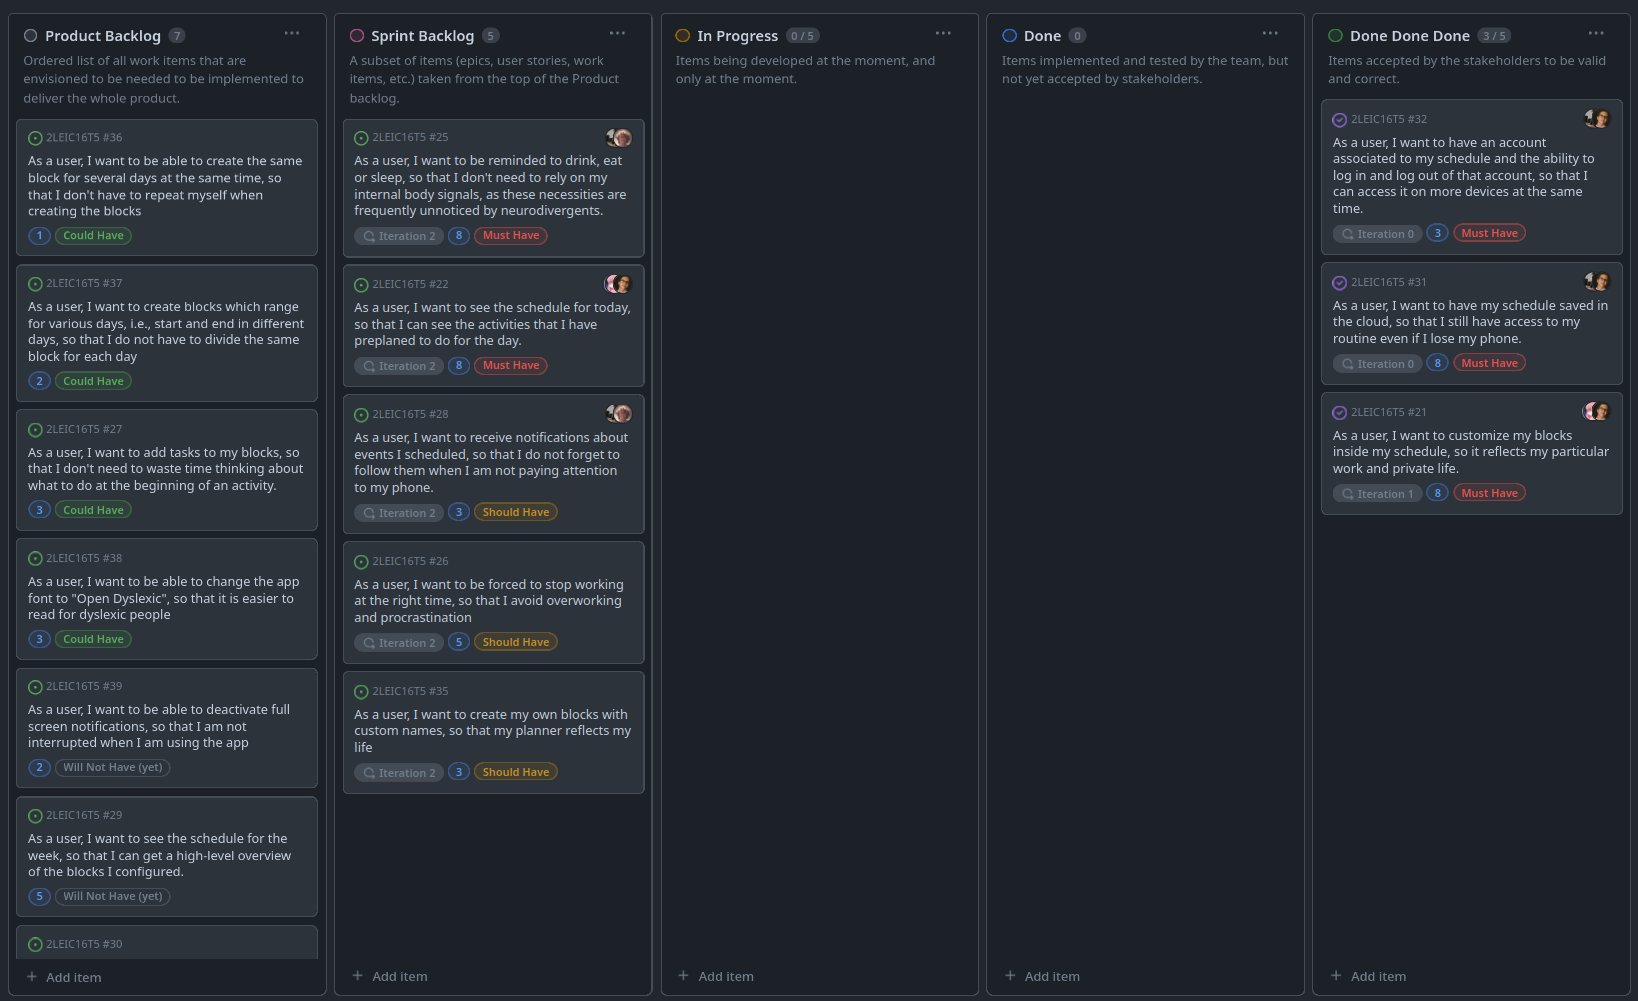 Product Backlog 7
Ordered list of all work items that are
envisioned to be needed to be implemented to
deliver the whole product.
2LEIC16T5 #36
As a user, I want to be able to create the same
block for several days at the same time, so
that I don't have to repeat myself when
creating the blocks
1 Could Have
2LEIC16T5 #37
As a user, I want to create blocks which range
for various days, i.e., start and end in different
days, so that I do not have to divide the same
block for each day
2 Could Have
2LEIC16T5 #27
As a user, I want to add tasks to my blocks, so
that I don't need to waste time thinking about
what to do at the beginning of an activity.
3 Could Have
2LEIC16T5 #38
As a user, I want to be able to change the app
font to "Open Dyslexic", so that it is easier to
read for dyslexic people
3 Could Have
2LEIC16T5 #39
As a user, I want to be able to deactivate full
screen notifications, so that I am not
interrupted when I am using the app
2 Will Not Have (yet)
2LEIC16T5 #29
As a user, I want to see the schedule for the
week, so that I can get a high-level overview
of the blocks I configured.
5 Will Not Have (yet)
2LEIC16T5 #30
+ Add item
Sprint Backlog 5
A subset of items (epics, user stories, work
items, etc.) taken from the top of the Product
backlog.
2LEIC16T5 #25
As a user, I want to be reminded to drink, eat
or sleep, so that I don't need to rely on my
internal body signals, as these necessities are
frequently unnoticed by neurodivergents.
Iteration 2 8 Must Have
2LEIC16T5 #22
As a user, I want to see the schedule for today,
so that I can see the activities that I have
preplaned to do for the day.
Iteration 2 8 Must Have
2LEIC16T5 #28
As a user, I want to receive notifications about
events I scheduled, so that I do not forget to
follow them when I am not paying attention
to my phone.
Iteration 2 3 Should Have
2LEIC16T5 #26
As a user, I want to be forced to stop working
at the right time, so that I avoid overworking
and procrastination
Iteration 2 5 Should Have
2LEIC16T5 #35
As a user, I want to create my own blocks with
custom names, so that my planner reflects my
life
Iteration 2 3 Should Have
+ Add item
In Progress 0 / 5
Items being developed at the moment, and
only at the moment.
+ Add item
Done 0
Items implemented and tested by the team, but
not yet accepted by stakeholders.
+ Add item
Done Done Done 3 / 5
Items accepted by the stakeholders to be valid
and correct.
2LEIC16T5 #32
As a user, I want to have an account
associated to my schedule and the ability to
log in and log out of that account, so that I
can access it on more devices at the same
time.
Iteration 0 3 Must Have
2LEIC16T5 #31
As a user, I want to have my schedule saved in
the cloud, so that I still have access to my
routine even if I lose my phone.
Iteration 0 8 Must Have
2LEIC16T5 #21
As a user, I want to customize my blocks
inside my schedule, so it reflects my particular
work and private life.
Iteration 1 8 Must Have
+ Add item